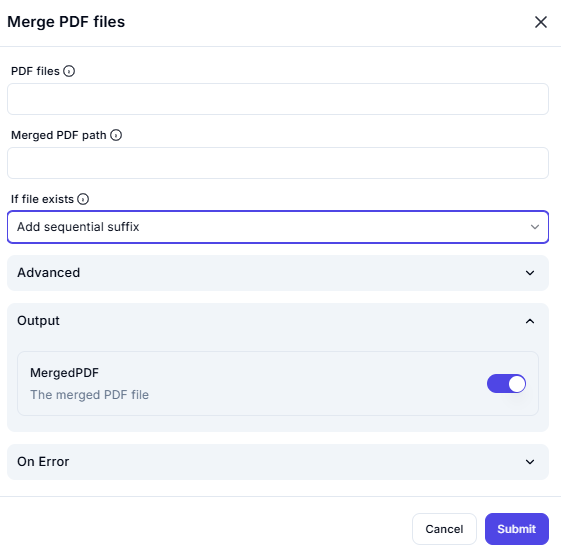 Merge PDF files
PDF files
Merged PDF path
If file exists
Add sequential suffix
Advanced
Output
MergedPDF
The merged PDF file
On Error
Cancel
Submit